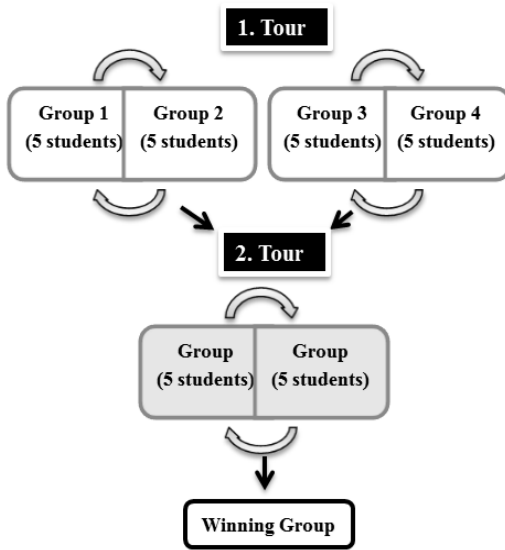 1. Tour
Group 1
(5 students)
Group 2
(5 students)
Group 3
(5 students)
Group 4
(5 students)
2. Tour
Group
(5 students)
Group
(5 students)
Winning Group